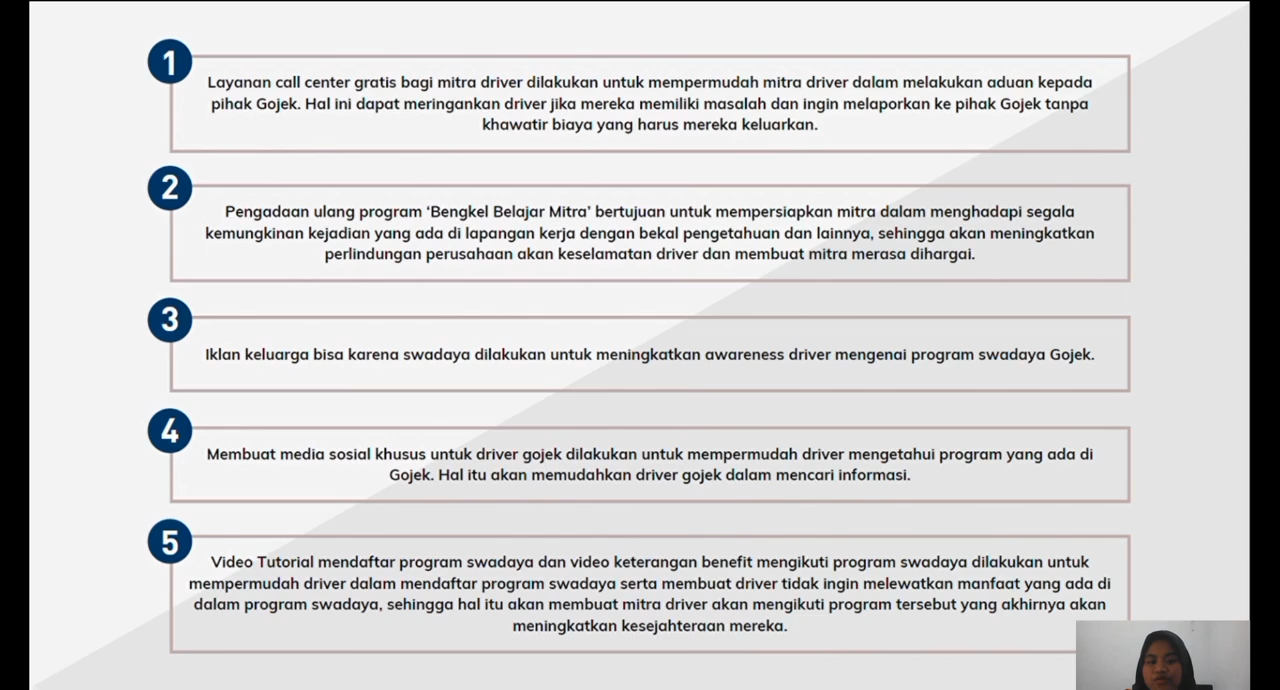 1
Layanan call center gratis bagi mitra driver dilakukan untuk mempermudah mitra driver dalam melakukan aduan kepada
pihak Gojek. Hal ini dapat meringankan driver jika mereka memiliki masalah dan ingin melaporkan ke pihak Gojek tanpa
khawatir biaya yang harus mereka keluarkan.
2
Pengadaan ulang program ‘Bengkel Belajar Mitra’ bertujuan untuk mempersiapkan mitra dalam menghadapi segala
kemungkinan kejadian yang ada di lapangan kerja dengan bekal pengetahuan dan lainnya, sehingga akan meningkatkan
perlindungan perusahaan akan keselamatan driver dan membuat mitra merasa dihargai.
3
Iklan keluarga bisa karena swadaya dilakukan untuk meningkatkan awareness driver mengenai program swadaya Gojek.
4
Membuat media sosial khusus untuk driver gojek dilakukan untuk mempermudah driver mengetahui program yang ada di
Gojek. Hal itu akan memudahkan driver gojek dalam mencari informasi.
5
Video Tutorial mendaftar program swadaya dan video keterangan benefit mengikuti program swadaya dilakukan untuk
mempermudah driver dalam mendaftar program swadaya serta membuat driver tidak ingin melewatkan manfaat yang ada di
dalam program swadaya, sehingga hal itu akan membuat mitra driver akan mengikuti program tersebut yang akhirnya akan
meningkatkan kesejahteraan mereka.